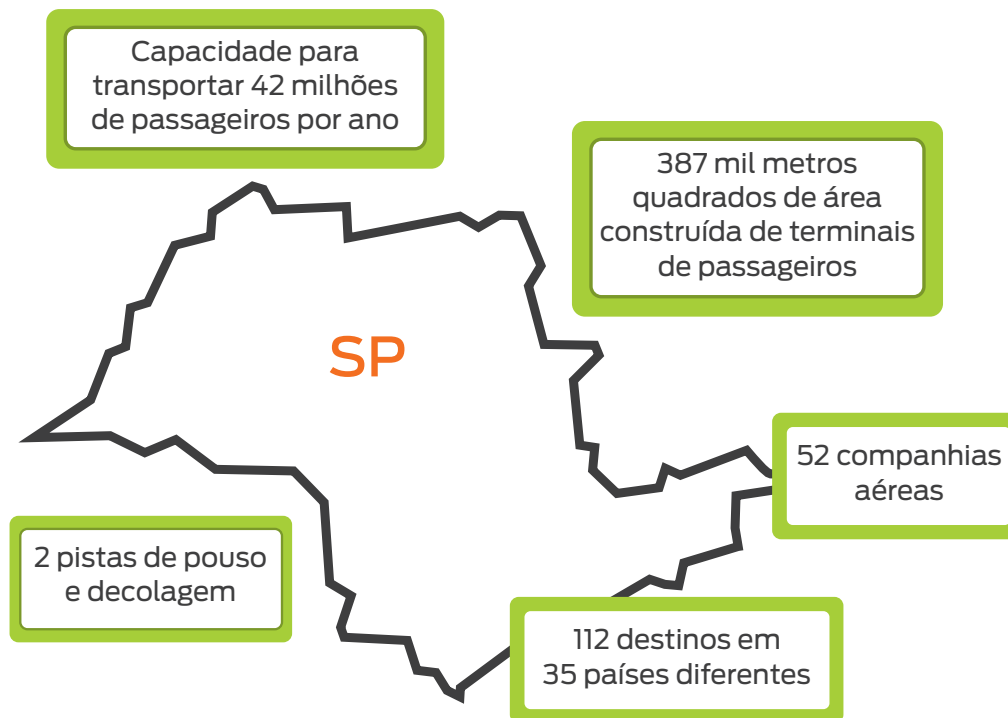 Capacidade para
transportar 42 milhões
de passageiros por ano
387 mil metros
quadrados de área
construída de terminais
de passageiros
SP
52 companhias
aéreas
2 pistas de pouso
e decolagem
112 destinos em
35 países diferentes